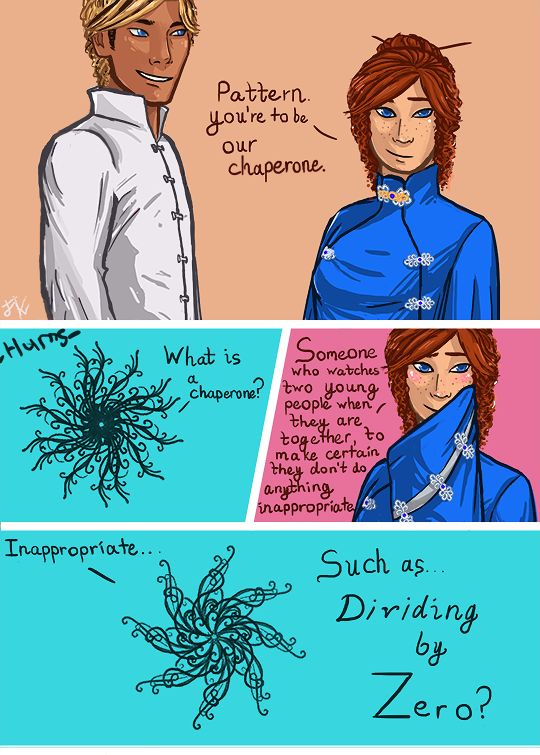 Pattern.
you're to be
our
chaperone.
Hums
What is
a
chaperone?
Someone
who watches
two young
people when
they are
together, to
make certain
they don't do
anything
inappropriate
Inappropriate...
Such as...
Dividing
by
Zero?